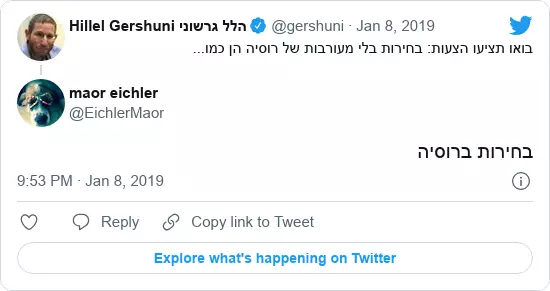 Hillel Gershuni הלל גרשוני @gershuni · Jan 8, 2019
בואו תציעו הצעות: בחירות בלי מעורבות של רוסיה הן כמו...
maor eichler
@EichlerMaor
בחירות ברוסיה
9:53 PM · Jan 8, 2019
Reply Copy link to Tweet
Explore what's happening on Twitter